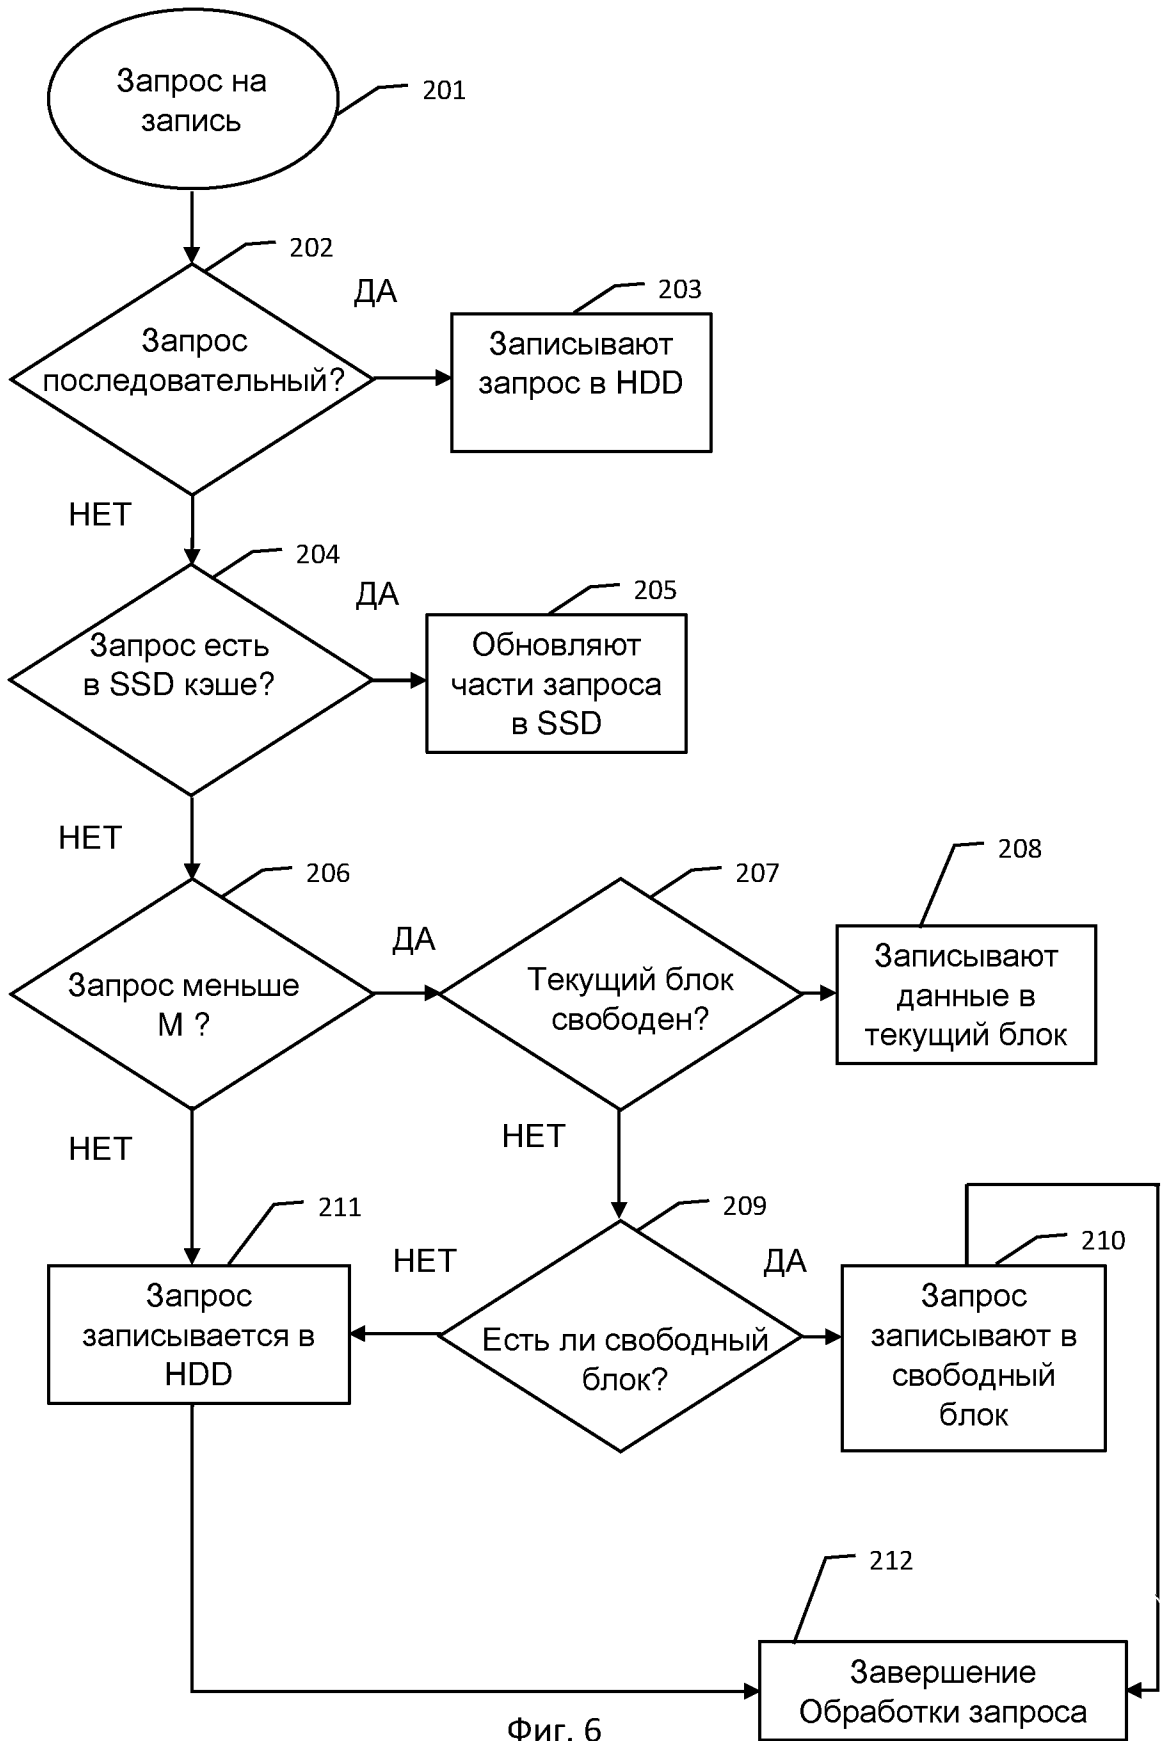 Запрос на
запись
201
202
ДА
Запрос
последовательный?
203
Записывают
запрос в HDD
НЕТ
204
ДА
Запрос есть
в SSD кэше?
205
Обновляют
части запроса
в SSD
НЕТ
206
ДА
Запрос меньше
М ?
207
Текущий блок
свободен?
208
Записывают
данные в
текущий блок
НЕТ
НЕТ
211
Запрос
записывается в
HDD
НЕТ
209
ДА
Есть ли свободный
блок?
210
Запрос
записывают в
свободный
блок
212
Завершение
Обработки запроса
Фиг. 6